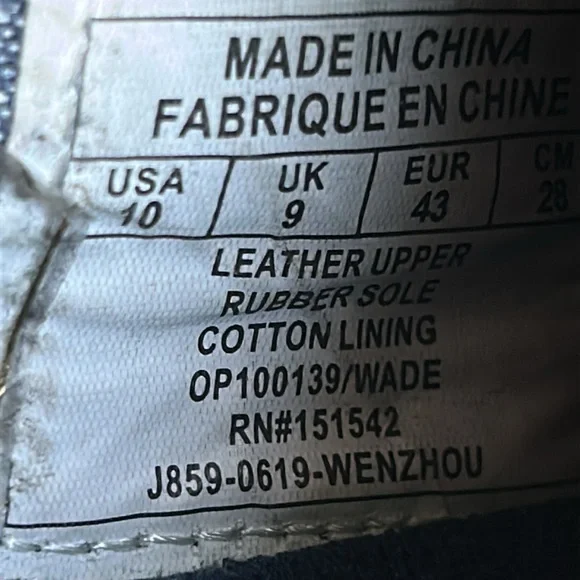 MADE IN CHINA
FABRIQUE EN CHINE
USA UK EUR CM
10 9 43 28
LEATHER UPPER
RUBBER SOLE
COTTON LINING
OP100139/WADE
RN#151542
J859-0619-WENZHOU